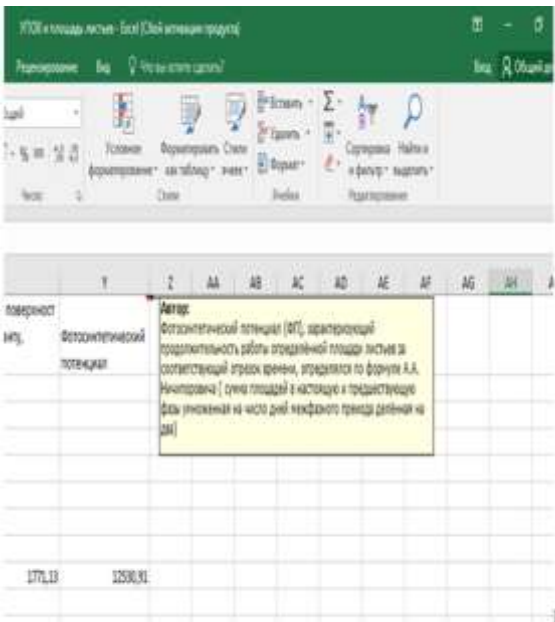 УПОВ и площадь листьев - Excel (Сбой активации продукта)
Рецензирование Вид Что вы хотите сделать?
Вход Общий до
Условное форматирование
Форматировать как таблицу
Стили ячеек
Вставить
Удалить
Формат
Сортировка и фильтр
Найти и выделить
Число Стили Ячейки Редактирование
Y Z AA AB AC AD AE AF AG AH
поверхност
Фотосинтетический
потенциал
Автор:
Фотосинтетический потенциал (ФП), характеризующий
продолжительность работы определённой площади листьев за
соответствующий отрезок времени, определялся по формуле А.А.
Ничипоровича ( сумма площадей в настоящую и предшествующую
фазы умноженная на число дней межфазного периода делённая на
два)
1771,13 12530,91